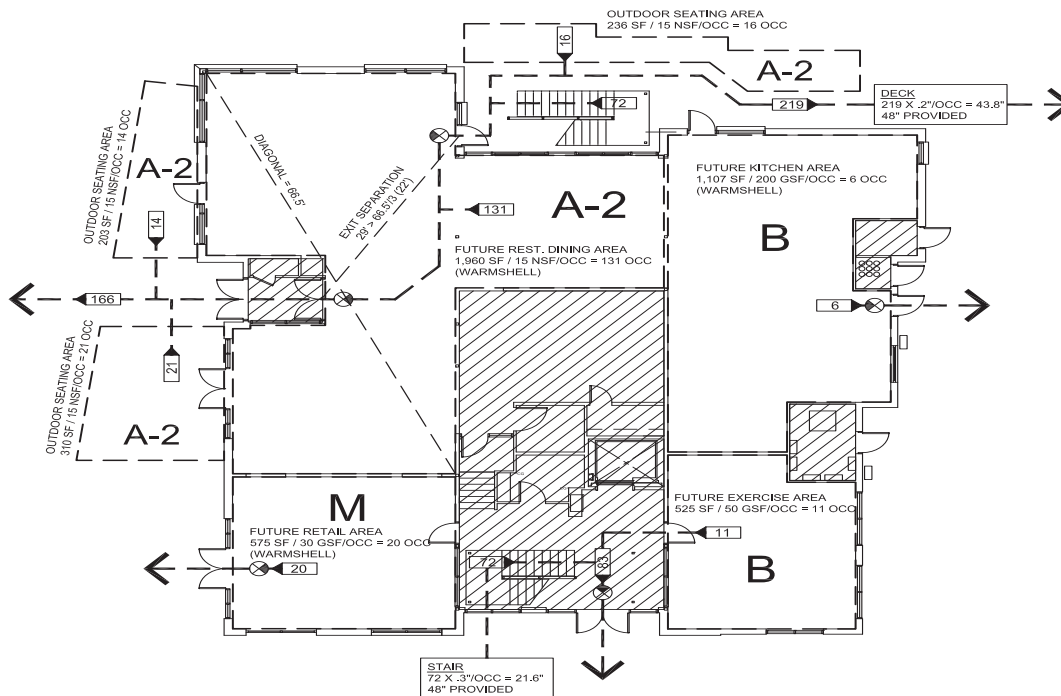 OUTDOOR SEATING AREA
236 SF / 15 NSF/OCC = 16 OCC
16
A-2
72
219
DECK
219 X .2"/OCC = 43.8"
48" PROVIDED
OUTDOOR SEATING AREA
203 SF / 15 NSF/OCC = 14 OCC
A-2
14
DIAGONAL = 66.5'
EXIT SEPARATION
29' > 66.5'/3 (22')
131
A-2
FUTURE REST. DINING AREA
1,960 SF / 15 NSF/OCC = 131 OCC
(WARMSHELL)
FUTURE KITCHEN AREA
1,107 SF / 200 GSF/OCC = 6 OCC
(WARMSHELL)
B
166
6
21
OUTDOOR SEATING AREA
310 SF / 15 NSF/OCC = 21 OCC
A-2
M
FUTURE RETAIL AREA
575 SF / 30 GSF/OCC = 20 OCC
(WARMSHELL)
20
FUTURE EXERCISE AREA
525 SF / 50 GSF/OCC = 11 OCC
11
B
72
83
STAIR
72 X .3"/OCC = 21.6"
48" PROVIDED